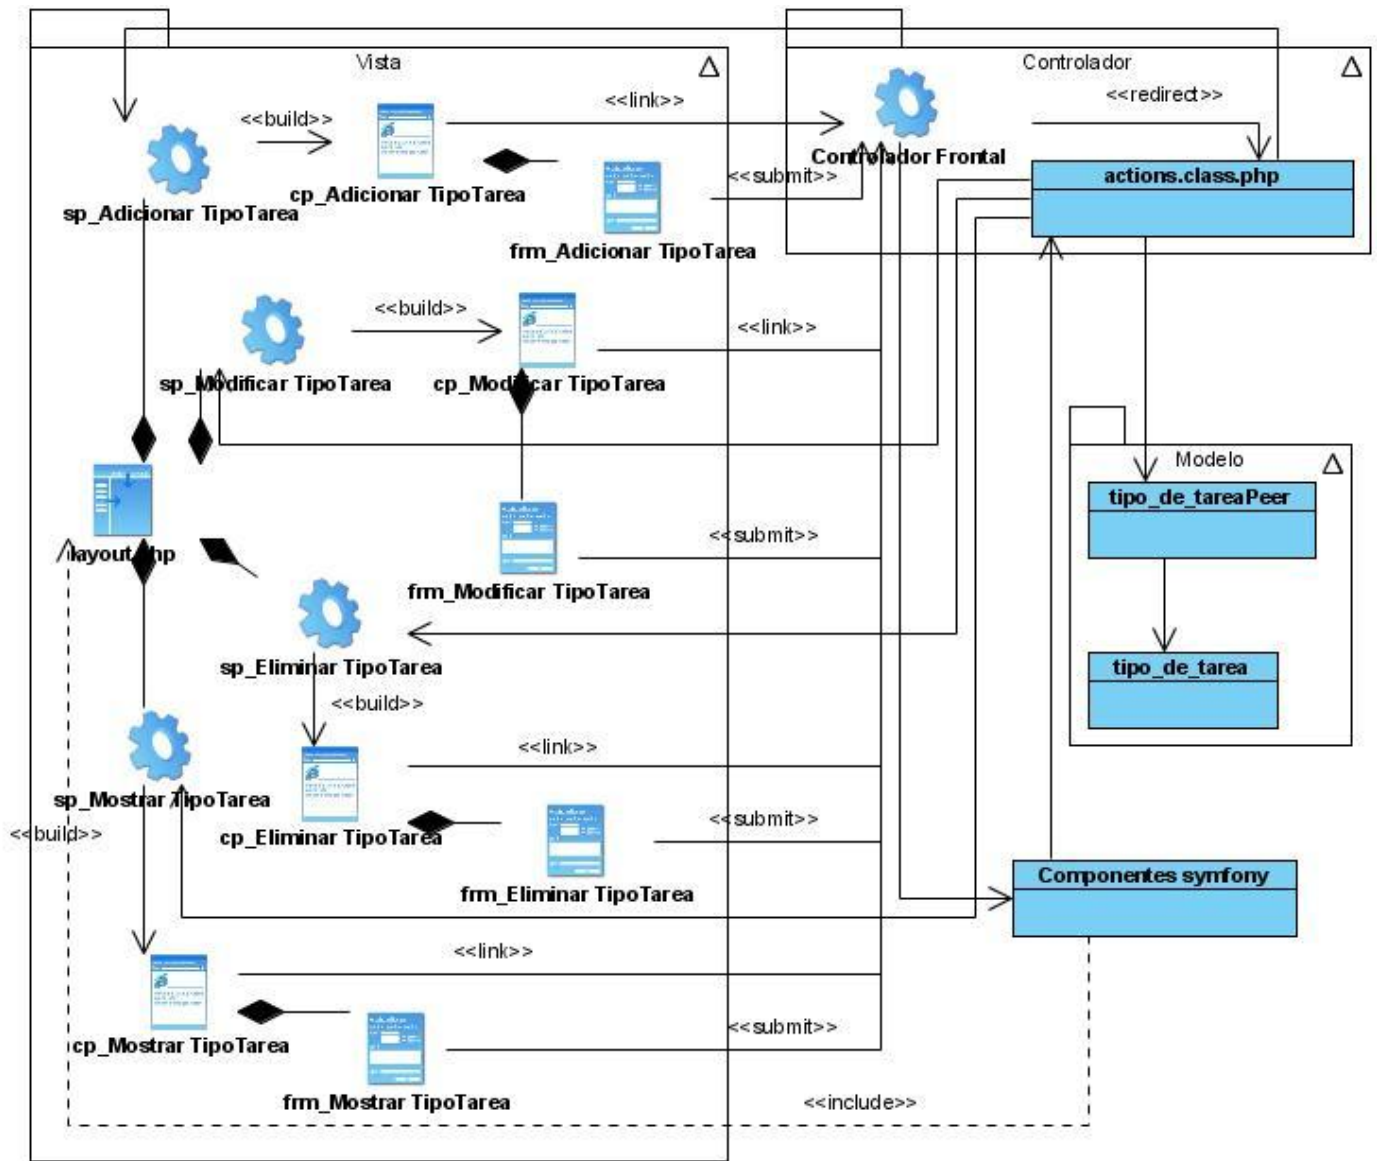 Vista
Controlador
<<link>>
<<redirect>>
<<build>>
Controlador Frontal
<<submit>>
actions.class.php
cp_Adicionar TipoTarea
sp_Adicionar TipoTarea
frm_Adicionar TipoTarea
<<build>>
<<link>>
sp_Modificar TipoTarea
cp_Modificar TipoTarea
Modelo
tipo_de_tareaPeer
<<submit>>
layout.php
frm_Modificar TipoTarea
sp_Eliminar TipoTarea
tipo_de_tarea
<<build>>
<<link>>
sp_Mostrar TipoTarea
<<submit>>
<<build>>
cp_Eliminar TipoTarea
Componentes symfony
frm_Eliminar TipoTarea
<<link>>
<<submit>>
cp_Mostrar TipoTarea
frm_Mostrar TipoTarea
<<include>>